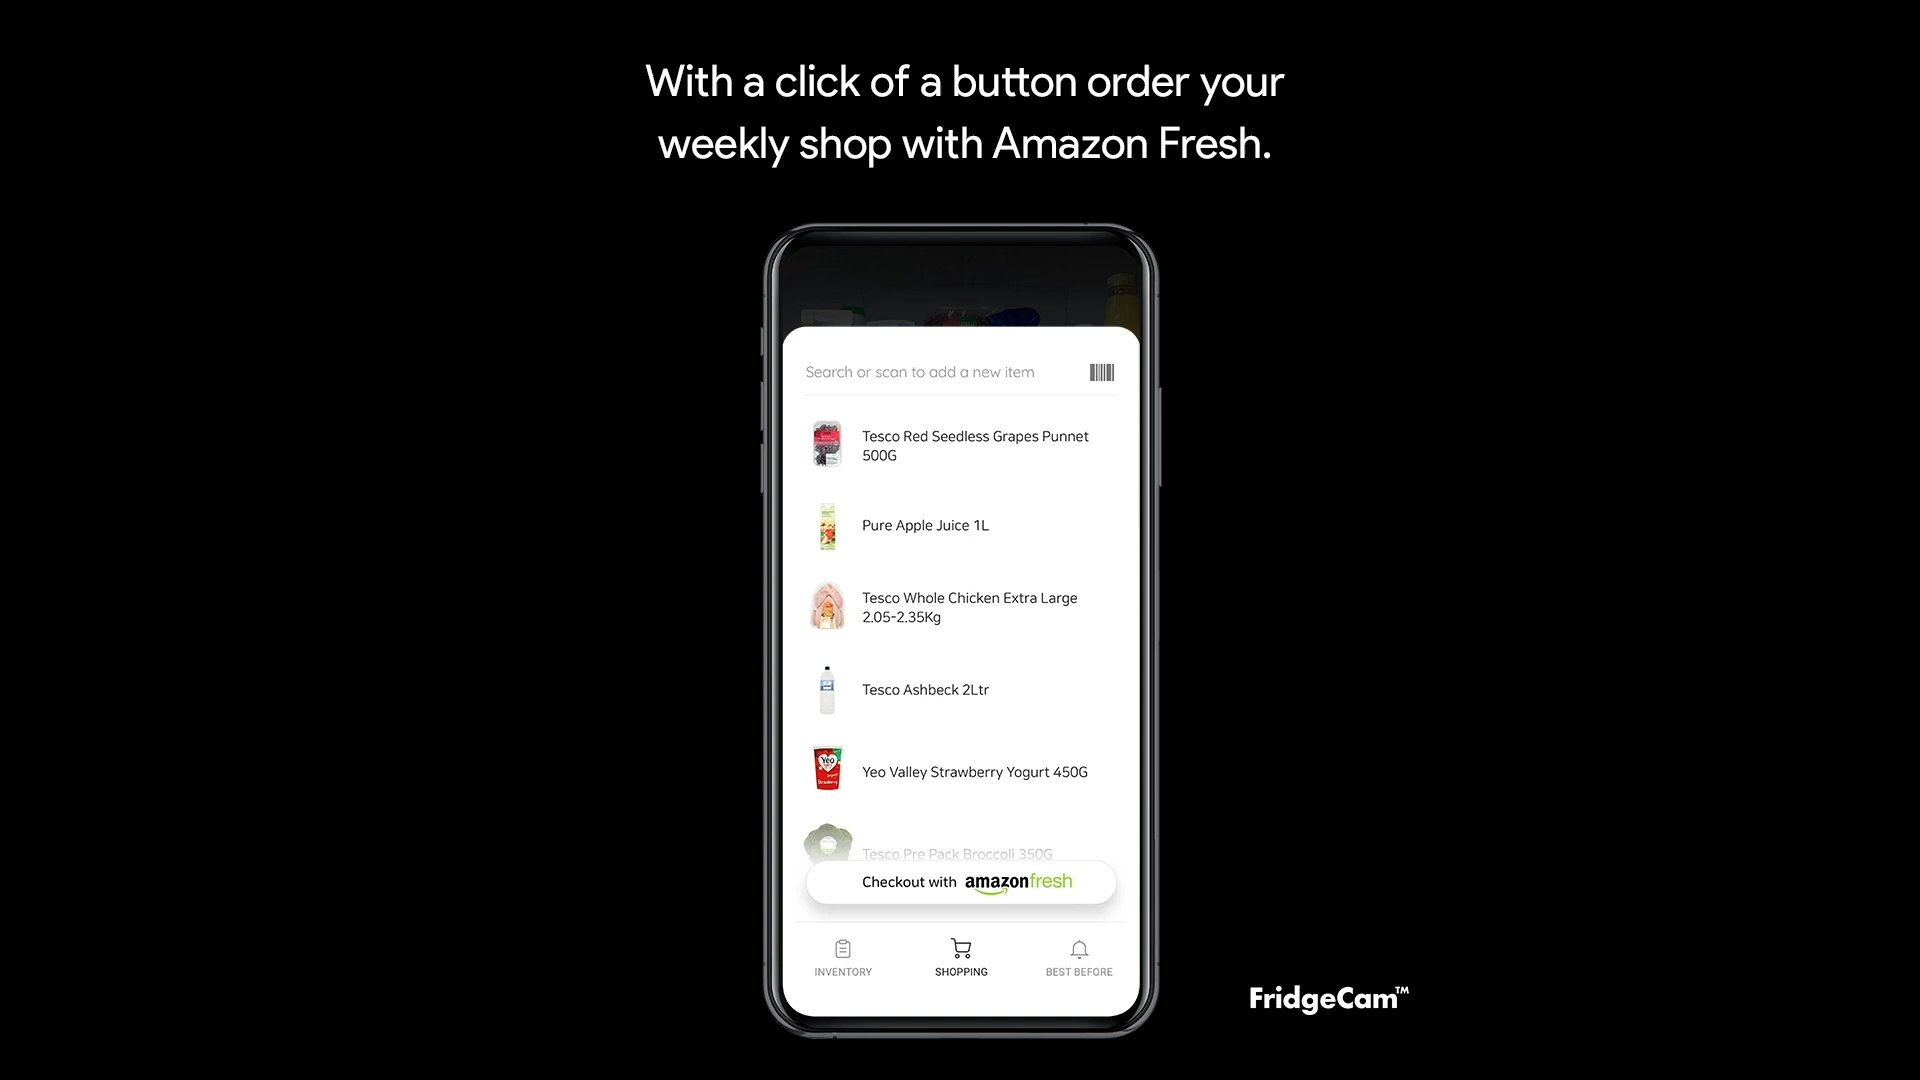 With a click of a button order your
weekly shop with Amazon Fresh.
Search or scan to add a new item
Tesco Red Seedless Grapes Punnet
500G
Pure Apple Juice 1L
Tesco Whole Chicken Extra Large
2.05-2.35Kg
Tesco Ashbeck 2Ltr
Yeo
Yeo Valley Strawberry Yogurt 450G
Tesco Pre Pack Broccoli 350G
Checkout with amazonfresh
INVENTORY
SHOPPING
BEST BEFORE
FridgeCam™